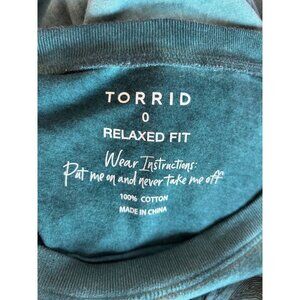 TORRID
0
RELAXED FIT
Wear Instructions:
Put me on and never take me off
100% COTTON
MADE IN CHINA